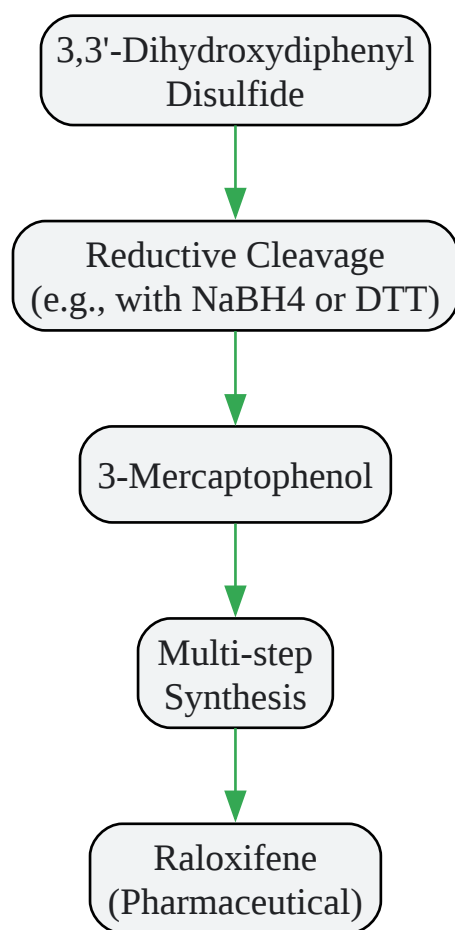 3,3'-Dihydroxydiphenyl
Disulfide
Reductive Cleavage
(e.g., with NaBH4 or DTT)
3-Mercaptophenol
Multi-step
Synthesis
Raloxifene
(Pharmaceutical)